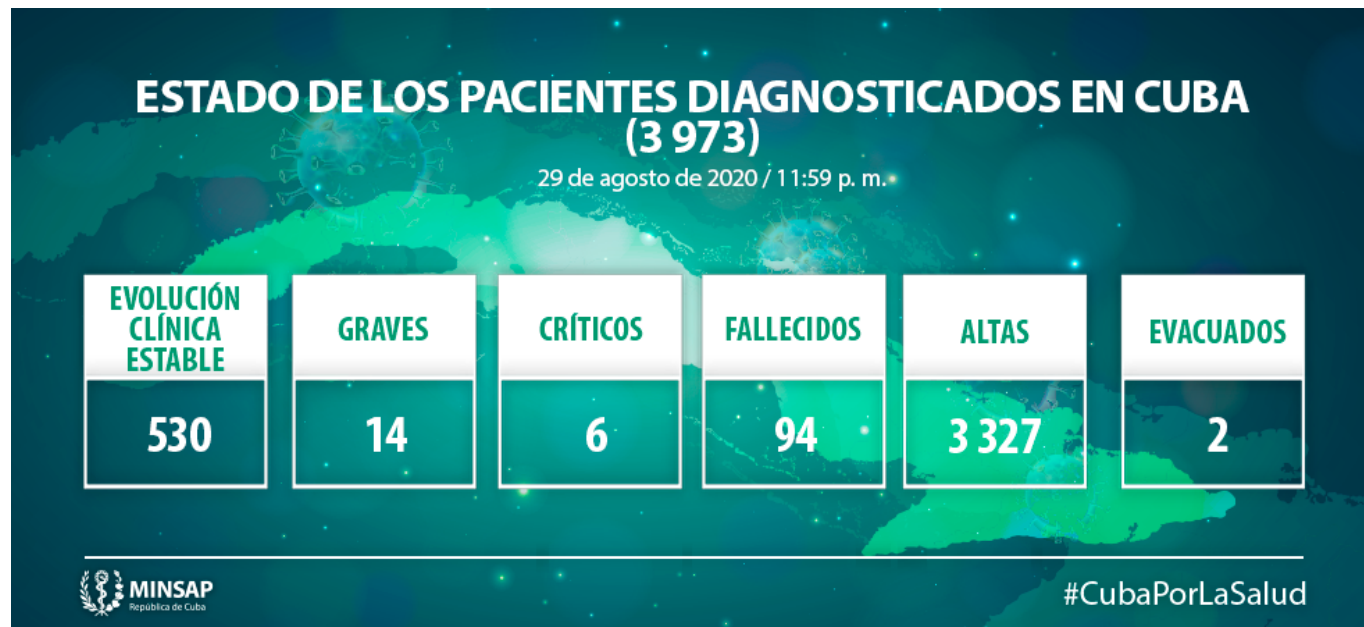 ESTADO DE LOS PACIENTES DIAGNOSTICADOS EN CUBA
(3 973)
29 de agosto de 2020 / 11:59 p. m.
EVOLUCIÓN
CLÍNICA
ESTABLE
530
GRAVES
14
CRÍTICOS
6
FALLECIDOS
94
ALTAS
3 327
EVACUADOS
2
MINSAP
República de Cuba
#CubaPorLaSalud